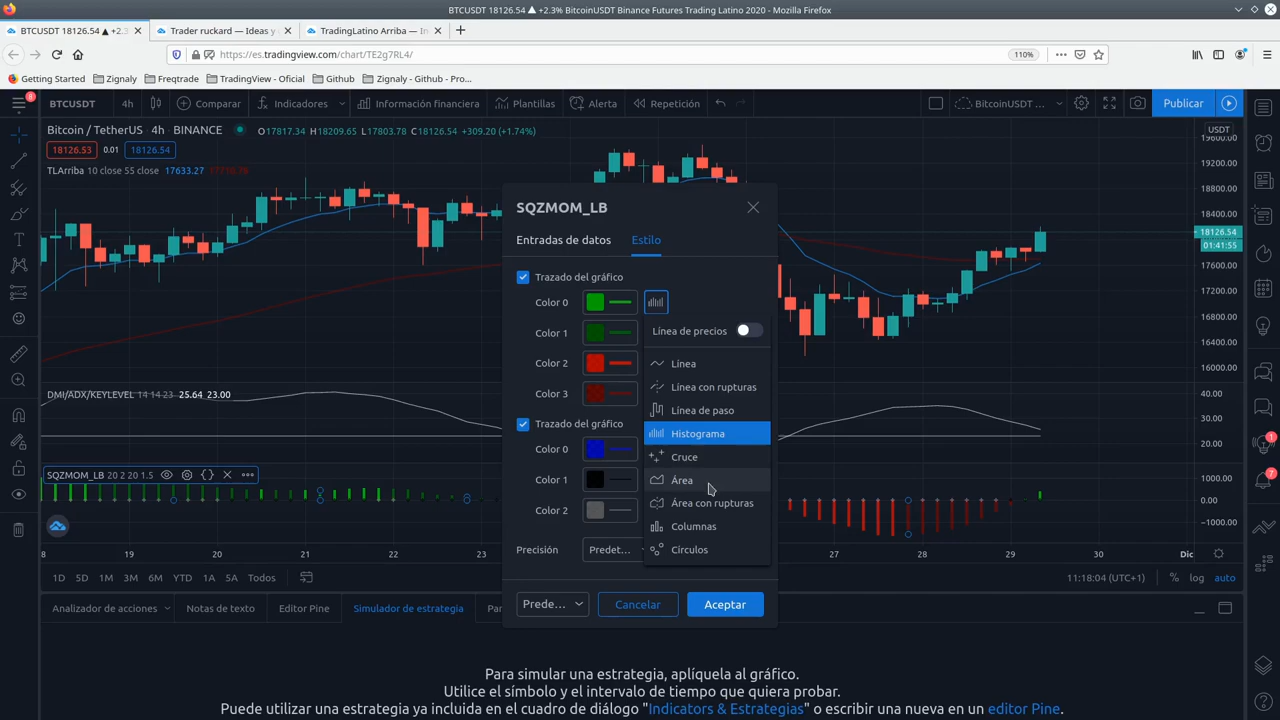 BTCUSDT 18126.54 ▲ +2.3% BitcoinUSDT Binance Futures Trading Latino 2020 - Mozilla Firefox
BTCUSDT 18126.54 ▲ +2.3
Trader ruckard — Ideas y
TradingLatino Arriba — In
https://es.tradingview.com/chart/TE2g7RL4/
110%
Getting Started
Zignaly
Freqtrade
TradingView - Oficial
Github
Zignaly - Github - Pro...
8
BTCUSDT
4h
Comparar
Indicadores
Información financiera
Plantillas
Alerta
Repetición
BitcoinUSDT ...
Publicar
Bitcoin / TetherUS 4h BINANCE
O17817.34 H18209.65 L17803.78 C18126.54 +309.20 (+1.74%)
18126.53 0.01 18126.54
TLArriba 10 close 55 close 17633.27 17710.79
USDT
19600.00
19200.00
18800.00
18400.00
18126.54
01:41:55
17600.00
17200.00
16800.00
16400.00
16000.00
SQZMOM_LB
Entradas de datos
Estilo
Trazado del gráfico
Color 0
Color 1
Color 2
Color 3
Trazado del gráfico
Color 0
Color 1
Color 2
Precisión
Predet...
Línea de precios
Línea
Línea con rupturas
Línea de paso
Histograma
Cruce
Área
Área con rupturas
Columnas
Círculos
Prede...
Cancelar
Aceptar
DMI/ADX/KEYLEVEL 14 14 23 25.64 23.00
40.00
30.00
20.00
SQZMOM_LB 20 2 20 1.5
1000.00
0.00
−1000.00
8
19
20
21
22
23
27
28
29
30
Dic
1D
5D
1M
3M
6M
YTD
1A
5A
Todos
11:18:04 (UTC+1)
%
log
auto
Analizador de acciones
Notas de texto
Editor Pine
Simulador de estrategia
Pa
Para simular una estrategia, aplíquela al gráfico.
Utilice el símbolo y el intervalo de tiempo que quiera probar.
Puede utilizar una estrategia ya incluida en el cuadro de diálogo "Indicators & Estrategias" o escribir una nueva en un editor Pine.